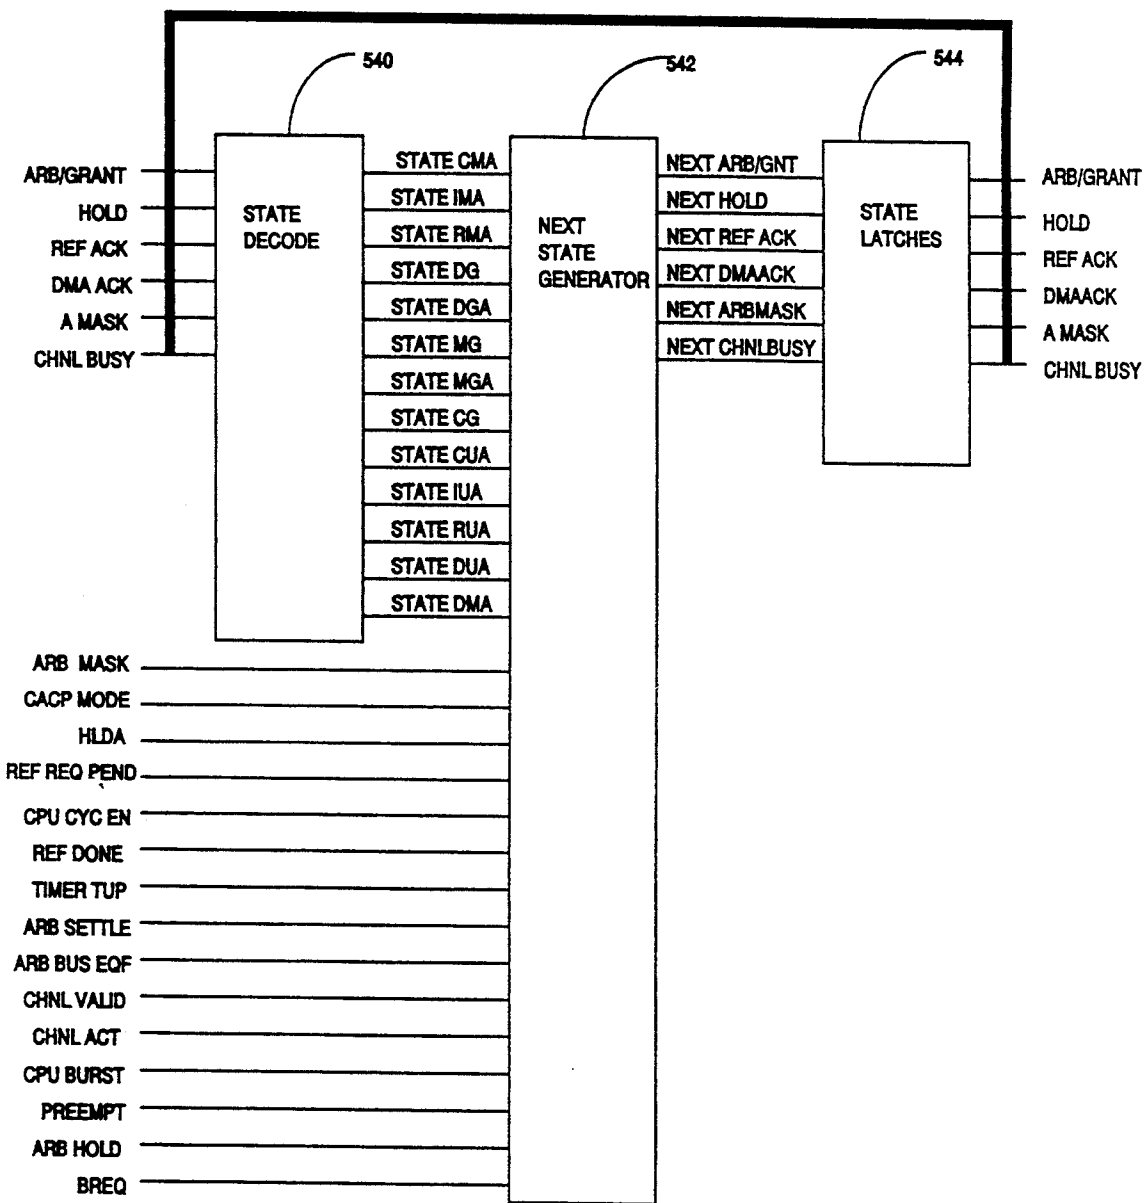 540
542
544
ARB/GRANT
HOLD
REF ACK
DMA ACK
A MASK
CHNL BUSY
STATE
DECODE
STATE CMA
STATE IMA
STATE RMA
STATE DG
STATE DGA
STATE MG
STATE MGA
STATE CG
STATE CUA
STATE IUA
STATE RUA
STATE DUA
STATE DMA
NEXT
STATE
GENERATOR
NEXT ARB/GNT
NEXT HOLD
NEXT REF ACK
NEXT DMAACK
NEXT ARBMASK
NEXT CHNLBUSY
STATE
LATCHES
ARB/GRANT
HOLD
REF ACK
DMAACK
A MASK
CHNL BUSY
ARB MASK
CACP MODE
HLDA
REF REQ PEND
CPU CYC EN
REF DONE
TIMER TUP
ARB SETTLE
ARB BUS EQF
CHNL VALID
CHNL ACT
CPU BURST
PREEMPT
ARB HOLD
BREQ